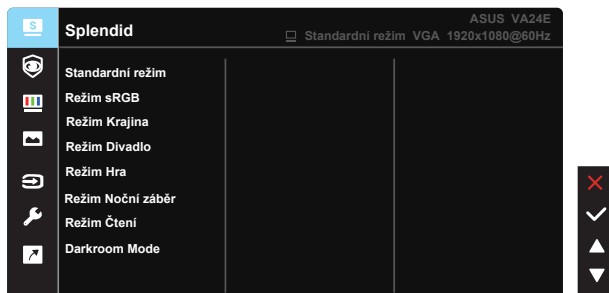 S
Splendid
ASUS VA24E
Standardní režim VGA 1920x1080@60Hz
Standardní režim
Režim sRGB
Režim Krajina
Režim Divadlo
Režim Hra
Režim Noční záběr
Režim Čtení
Darkroom Mode